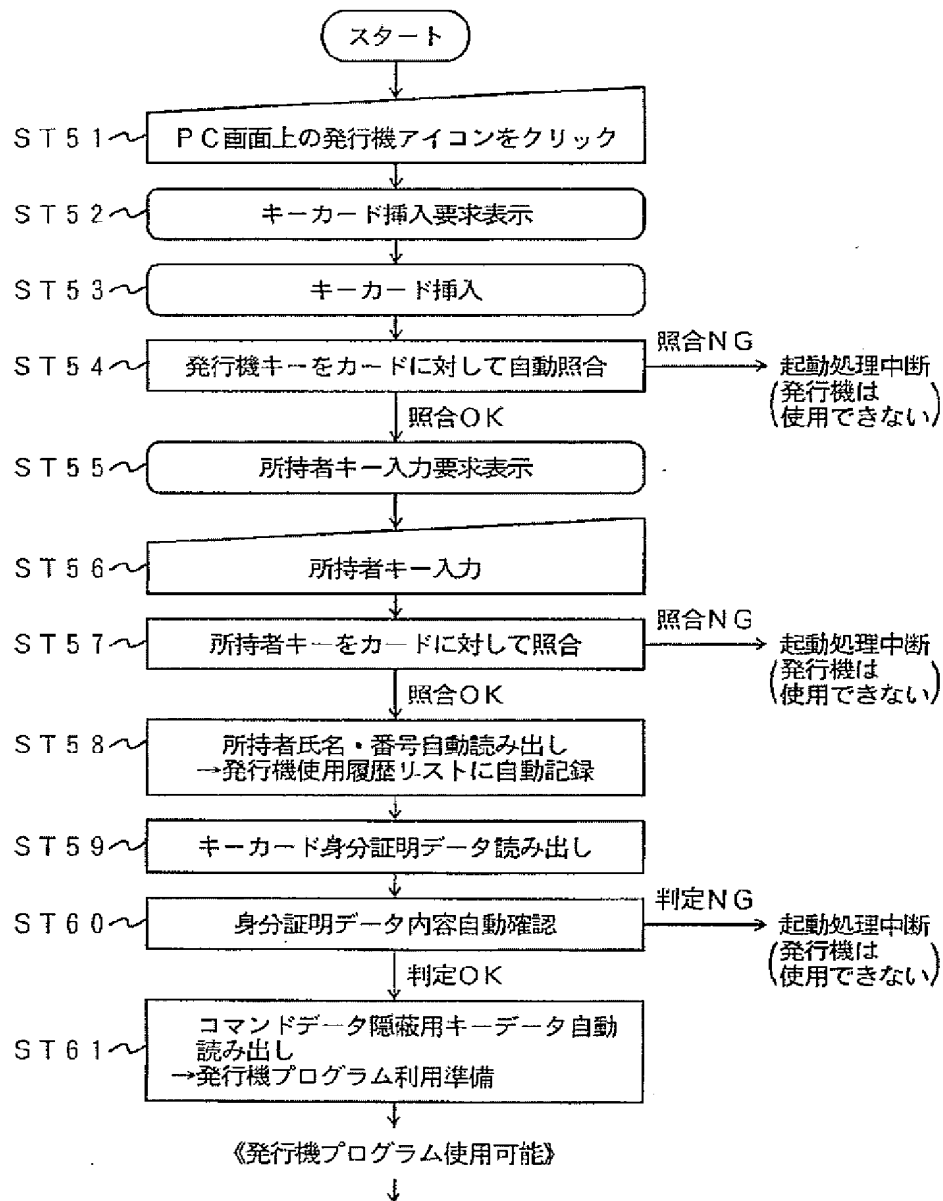 スタート
ST51
PC画面上の発行機アイコンをクリック
ST52
キーカード挿入要求表示
ST53
キーカード挿入
ST54
発行機キーをカードに対して自動照合
照合NG
起動処理中断
(発行機は
使用できない)
照合OK
ST55
所持者キー入力要求表示
ST56
所持者キー入力
ST57
所持者キーをカードに対して照合
照合NG
起動処理中断
(発行機は
使用できない)
照合OK
ST58
所持者氏名・番号自動読み出し
→発行機使用履歴リストに自動記録
ST59
キーカード身分証明データ読み出し
ST60
身分証明データ内容自動確認
判定NG
起動処理中断
(発行機は
使用できない)
判定OK
ST61
コマンドデータ隠蔽用キーデータ自動
読み出し
→発行機プログラム利用準備
《発行機プログラム使用可能》